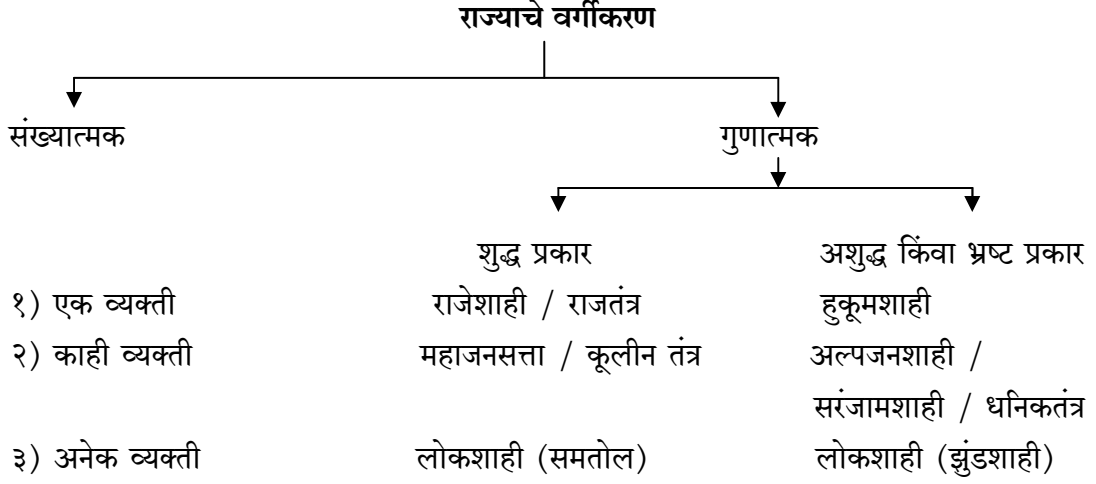 राज्याचे वर्गीकरण
संख्यात्मक गुणात्मक
शुद्ध प्रकार अशुद्ध किंवा भ्रष्ट प्रकार
१) एक व्यक्ती राजेशाही / राजतंत्र हुकूमशाही
२) काही व्यक्ती महाजनसत्ता / कूलीन तंत्र अल्पजनशाही /
सरंजामशाही / धनिकतंत्र
३) अनेक व्यक्ती लोकशाही (समतोल) लोकशाही (झुंडशाही)